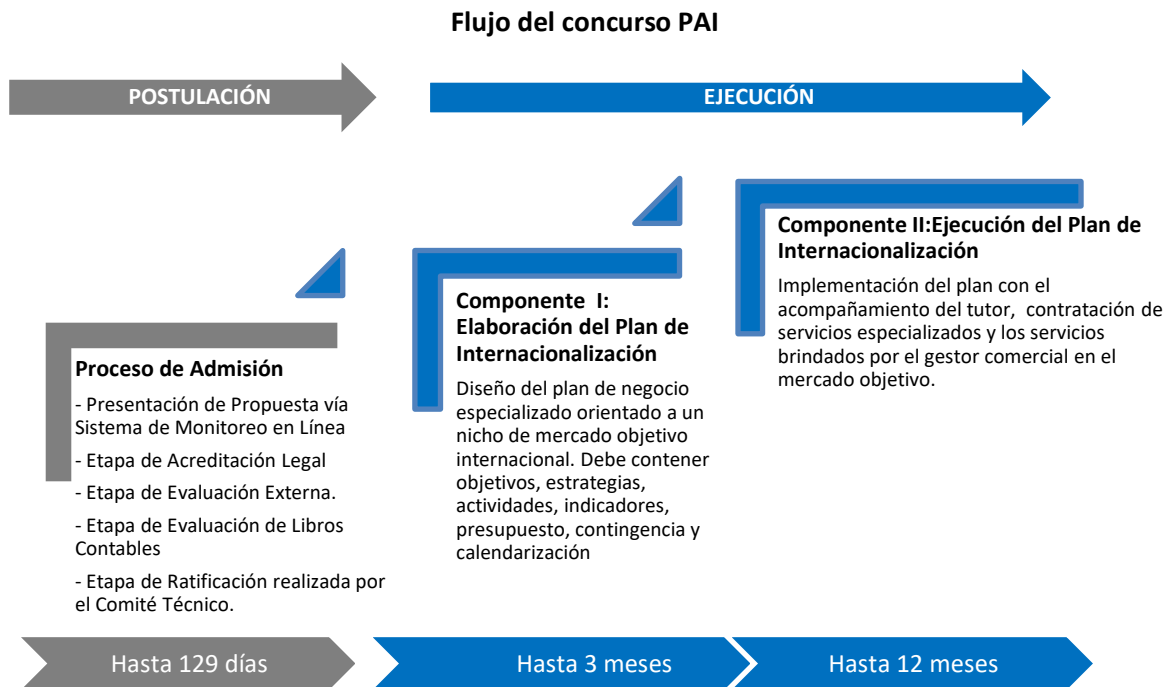 Flujo del concurso PAI
POSTULACIÓN
EJECUCIÓN
Proceso de Admisión
- Presentación de Propuesta vía
Sistema de Monitoreo en Línea
- Etapa de Acreditación Legal
- Etapa de Evaluación Externa.
- Etapa de Evaluación de Libros
Contables
- Etapa de Ratificación realizada por
el Comité Técnico.
Componente  I:
Elaboración del Plan de
Internacionalización
Diseño del plan de negocio
especializado orientado a un
nicho de mercado objetivo
internacional. Debe contener
objetivos, estrategias,
actividades, indicadores,
presupuesto, contingencia y
calendarización
Componente II:Ejecución del Plan de
Internacionalización
Implementación del plan con el
acompañamiento del tutor,  contratación de
servicios especializados y los servicios
brindados por el gestor comercial en el
mercado objetivo.
Hasta 129 días
Hasta 3 meses
Hasta 12 meses